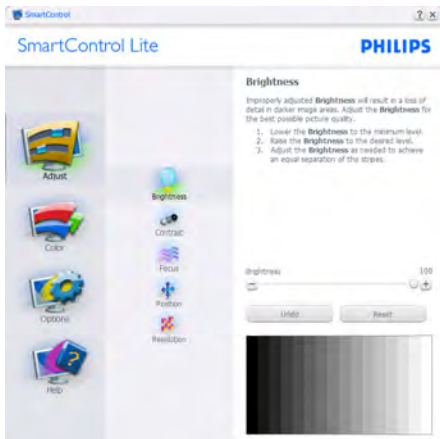 SmartControl
SmartControl Lite
PHILIPS
Adjust
Color
Options
Help
Brightness
Contrast
Focus
Position
Resolution
Brightness
Improperly adjusted Brightness will result in a loss of
detail in darker image areas. Adjust the Brightness for
the best possible picture quality.
1. Lower the Brightness to the minimum level.
2. Raise the Brightness to the desired level.
3. Adjust the Brightness as needed to achieve
an equal separation of the stripes.
Brightness 100
Undo Reset